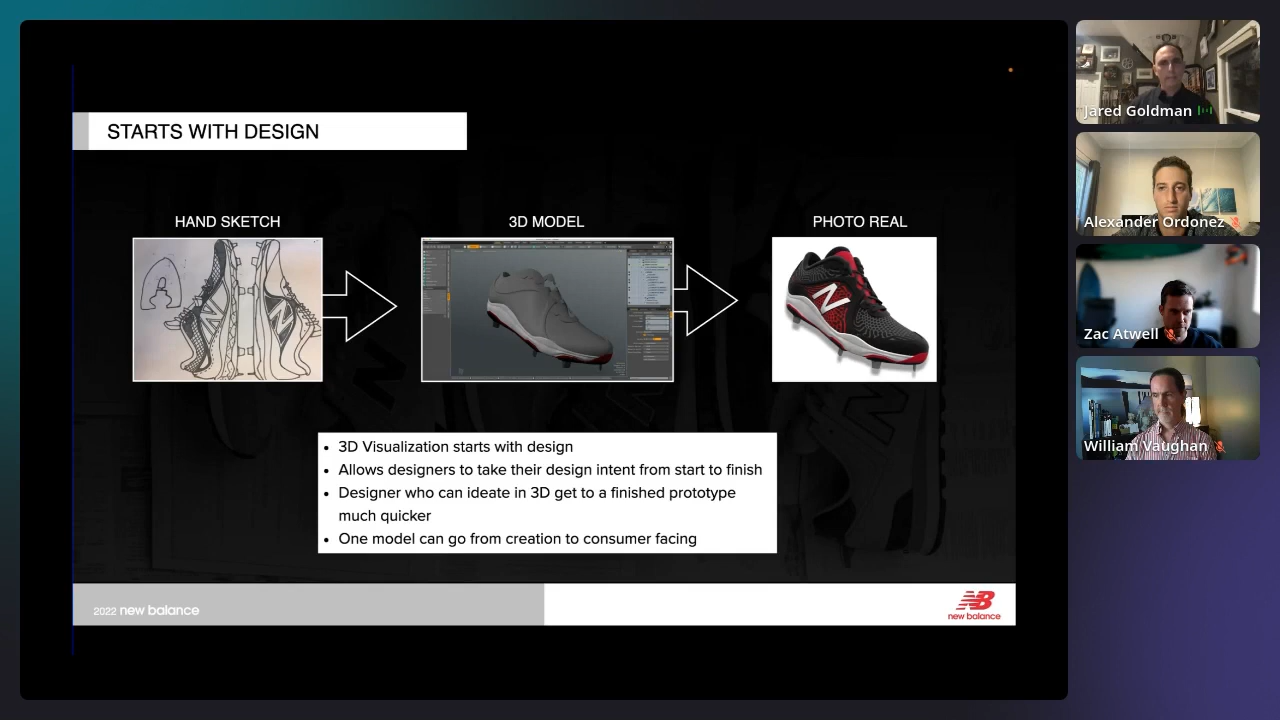 STARTS WITH DESIGN
HAND SKETCH
3D MODEL
PHOTO REAL
• 3D Visualization starts with design
• Allows designers to take their design intent from start to finish
• Designer who can ideate in 3D get to a finished prototype
much quicker
• One model can go from creation to consumer facing
2022 new balance
NB
new balance
Jared Goldman
Alexander Ordonez
Zac Atwell
William Vaughan